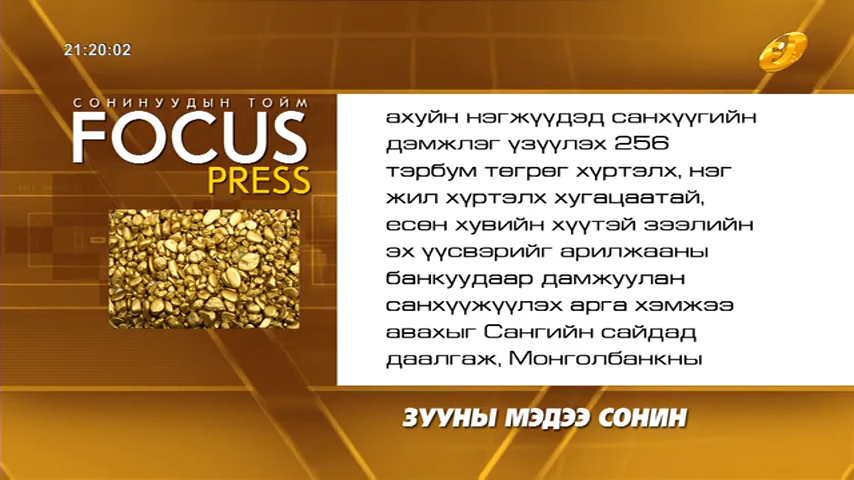 21:20:02
СОНИНУУДЫН ТОЙМ
FOCUS
PRESS
ахуйн нэгжүүдэд санхүүгийн
дэмжлэг үзүүлэх 256
тэрбум төгрөг хүртэлх, нэг
жил хүртэлх хугацаатай,
есөн хувийн хүүтэй зээлийн
эх үүсвэрийг арилжааны
банкуудаар дамжуулан
санхүүжүүлэх арга хэмжээ
авахыг Сангийн сайдад
даалгаж, Монголбанкны
ЗУУНЫ МЭДЭЭ СОНИН